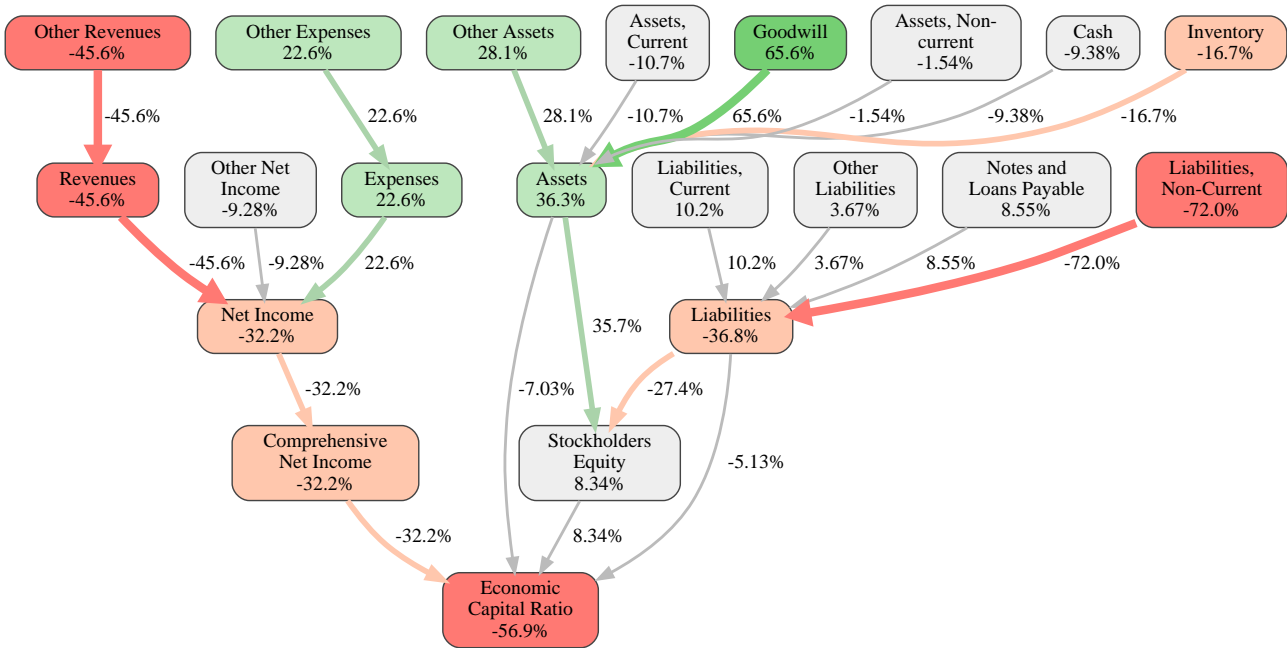 Other Revenues
-45.6%
Other Expenses
22.6%
Other Assets
28.1%
Assets,
Current
-10.7%
Goodwill
65.6%
Assets, Non-
current
-1.54%
Cash
-9.38%
Inventory
-16.7%
-45.6%
22.6%
28.1%
-10.7%
65.6%
-1.54%
-9.38%
-16.7%
Revenues
-45.6%
Other Net
Income
-9.28%
Expenses
22.6%
Assets
36.3%
Liabilities,
Current
10.2%
Other
Liabilities
3.67%
Notes and
Loans Payable
8.55%
Liabilities,
Non-Current
-72.0%
-45.6%
-9.28%
22.6%
10.2%
3.67%
8.55%
-72.0%
Net Income
-32.2%
35.7%
Liabilities
-36.8%
-32.2%
-7.03%
-27.4%
Comprehensive
Net Income
-32.2%
Stockholders
Equity
8.34%
-5.13%
-32.2%
8.34%
Economic
Capital Ratio
-56.9%